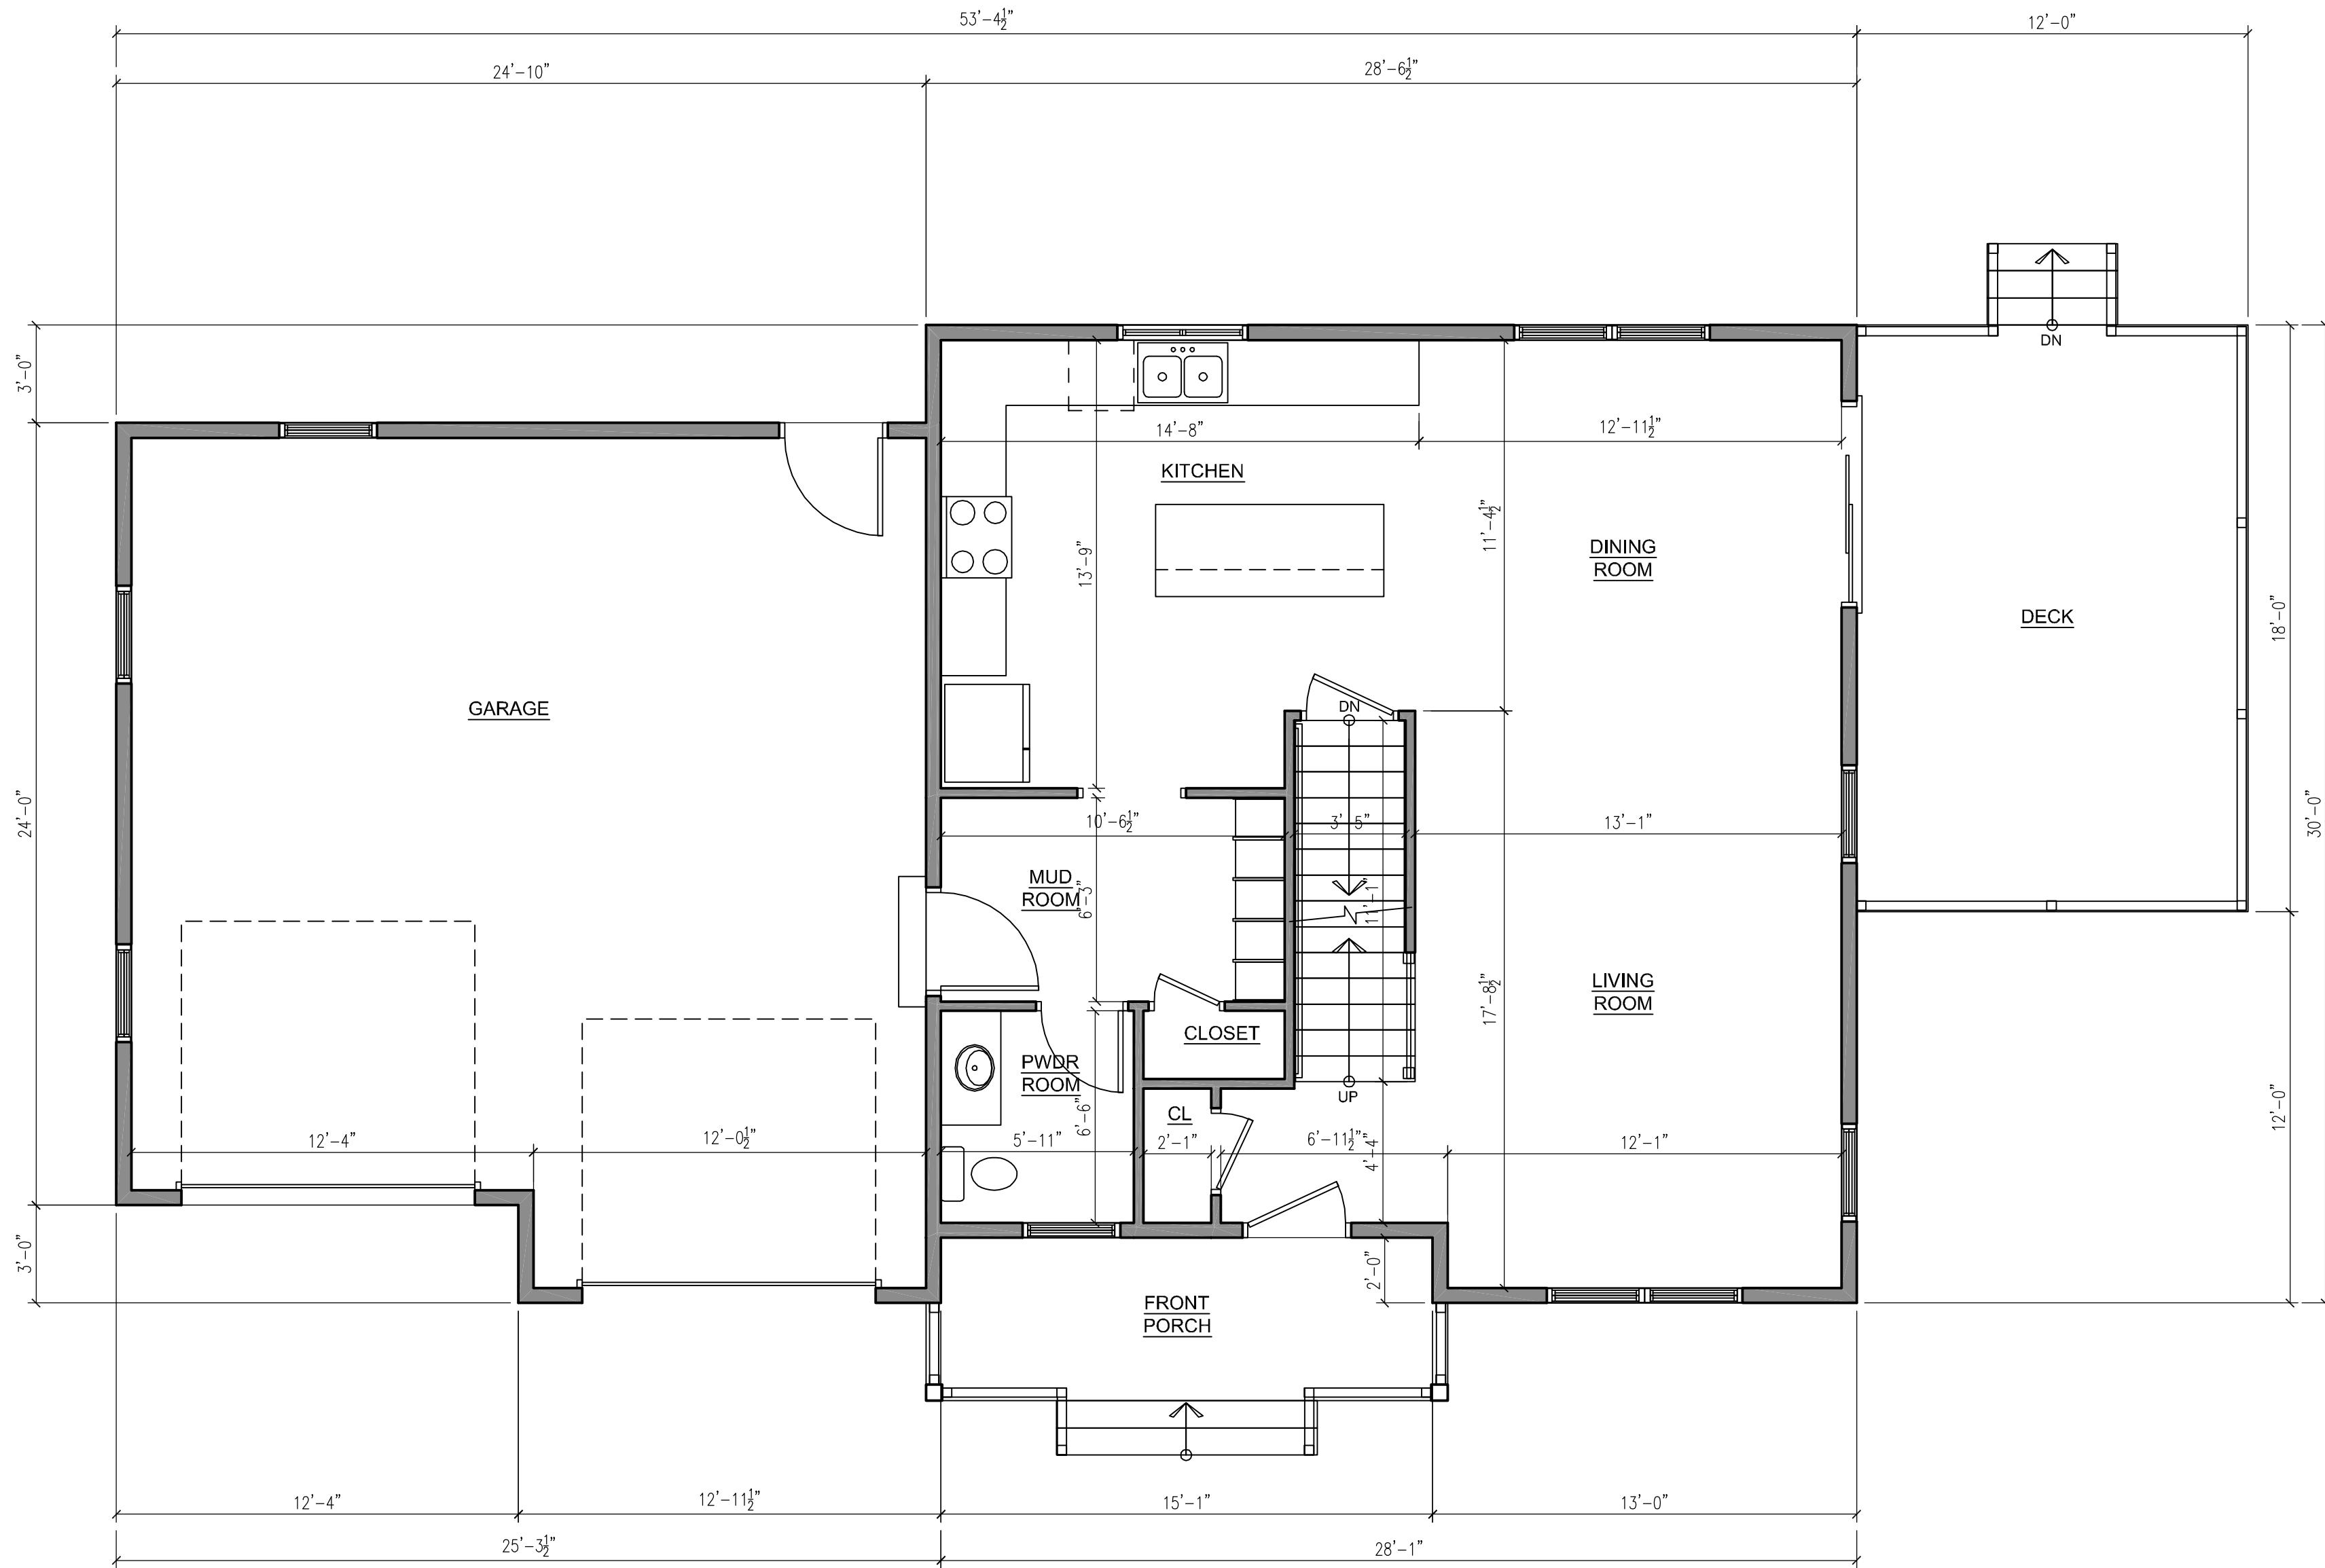 53'-4½" 12'-0"
24'-10" 28'-6½"
3'-0"
DN
14'-8" 12'-11½"
KITCHEN
11'-4½"
13'-9"
DINING
ROOM
18'-0"
DECK
GARAGE
DN
24'-0"
10'-6½" 3'-5" 13'-1"
30'-0"
MUD
ROOM
6'-3"
11'-1"
LIVING
ROOM
17'-8½"
CLOSET
PWDR
ROOM
UP
CL
6'-6"
12'-0"
12'-4" 12'-0½" 5'-11" 2'-1" 6'-11½" 12'-1"
4'-4"
3'-0"
2'-0"
FRONT
PORCH
12'-4" 12'-11½" 15'-1" 13'-0"
25'-3½" 28'-1"